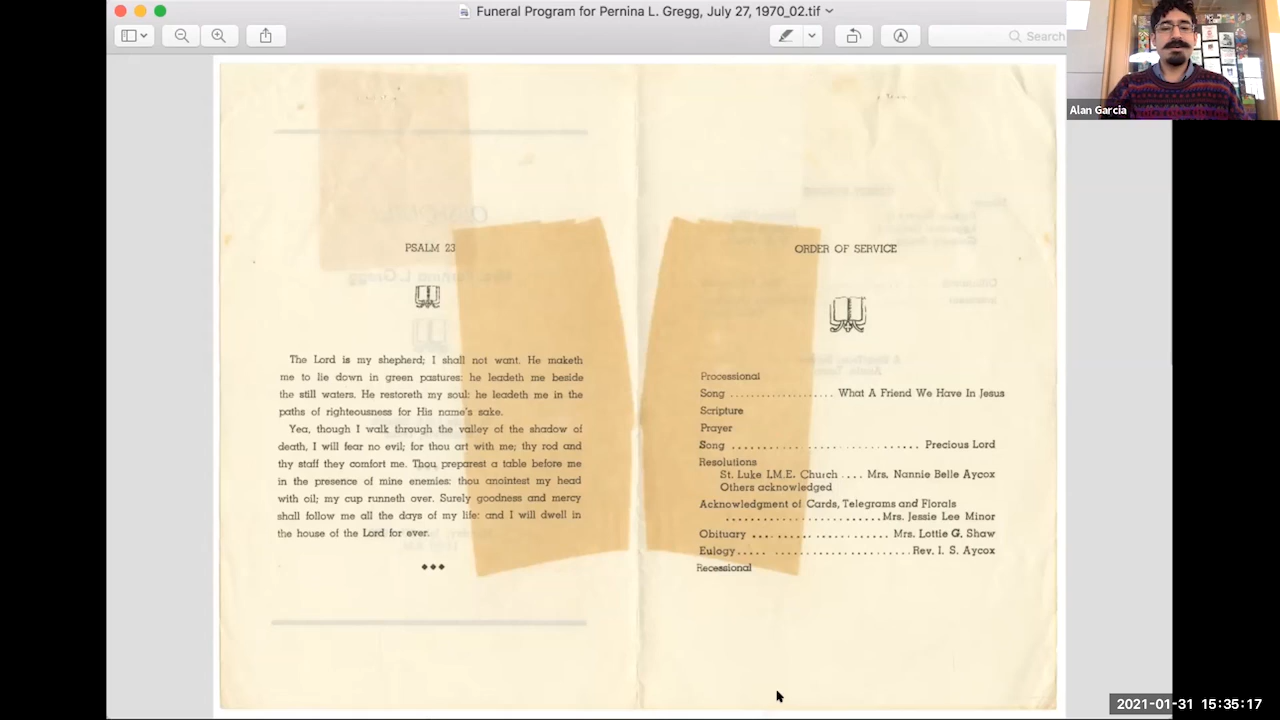 Funeral Program for Pernina L. Gregg, July 27, 1970_02.tif
Search
Alan Garcia
PSALM 23
The Lord is my shepherd; I shall not want. He maketh
me to lie down in green pastures: he leadeth me beside
the still waters. He restoreth my soul: he leadeth me in the
paths of righteousness for His name's sake.
Yea, though I walk through the valley of the shadow of
death, I will fear no evil; for thou art with me; thy rod and
thy staff they comfort me. Thou preparest a table before me
in the presence of mine enemies: thou anointest my head
with oil; my cup runneth over. Surely goodness and mercy
shall follow me all the days of my life: and I will dwell in
the house of the Lord for ever.
ORDER OF SERVICE
Processional
Song .................... What A Friend We Have In Jesus
Scripture
Prayer
Song .................................... Precious Lord
Resolutions
St. Luke I.M.E. Church .... Mrs. Nannie Belle Aycox
Others acknowledged
Acknowledgment of Cards, Telegrams and Florals
..............................Mrs. Jessie Lee Minor
Obituary ........................... Mrs. Lottie G. Shaw
Eulogy.................................Rev. I. S. Aycox
Recessional
2021-01-31 15:35:17